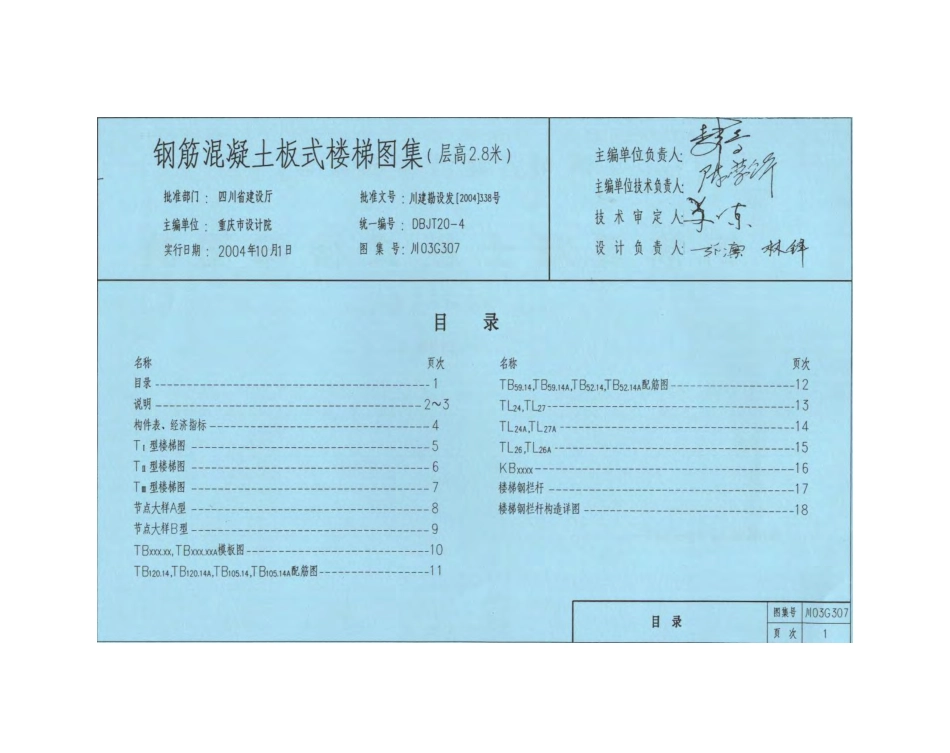 钢筋混凝土板式楼梯图集(层高2.8米)
批准部门：四川省建设厅 批准文号：川建勘设发[2004]338号
主编单位：重庆市设计院 统一编号：DBJT20-4
实行日期：2004年10月1日 图集号：川03G307
主编单位负责人:
主编单位技术负责人:
技术审定人:
设计负责人: 林锋
目 录
名称 页次
目录 1
说明 2～3
构件表、经济指标 4
TⅠ型楼梯图 5
TⅡ型楼梯图 6
TⅢ型楼梯图 7
节点大样A型 8
节点大样B型 9
TBxxx.xx,TBxxx.xxA模板图 10
TB120.14,TB120.14A,TB105.14,TB105.14A配筋图 11
名称 页次
TB59.14,TB59.14A,TB52.14,TB52.14A配筋图 12
TL24,TL27 13
TL24A,TL27A 14
TL26,TL26A 15
KBxxxx 16
楼梯钢栏杆 17
楼梯钢栏杆构造详图 18
目 录
图集号 川03G307
页 次 1